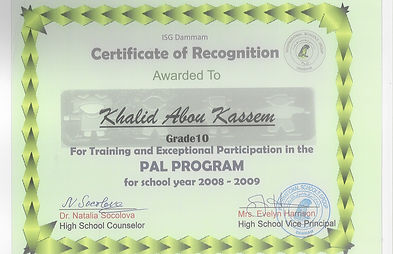 ISG Dammam
Certificate of Recognition
Awarded To
Khalid Abou Kassem
Grade10
For Training and Exceptional Participation in the
PAL PROGRAM
for school year 2008 - 2009
N Socolova
Dr. Natalia Socolova
High School Counselor
Mrs. Evelyn Harrison
High School Vice Principal